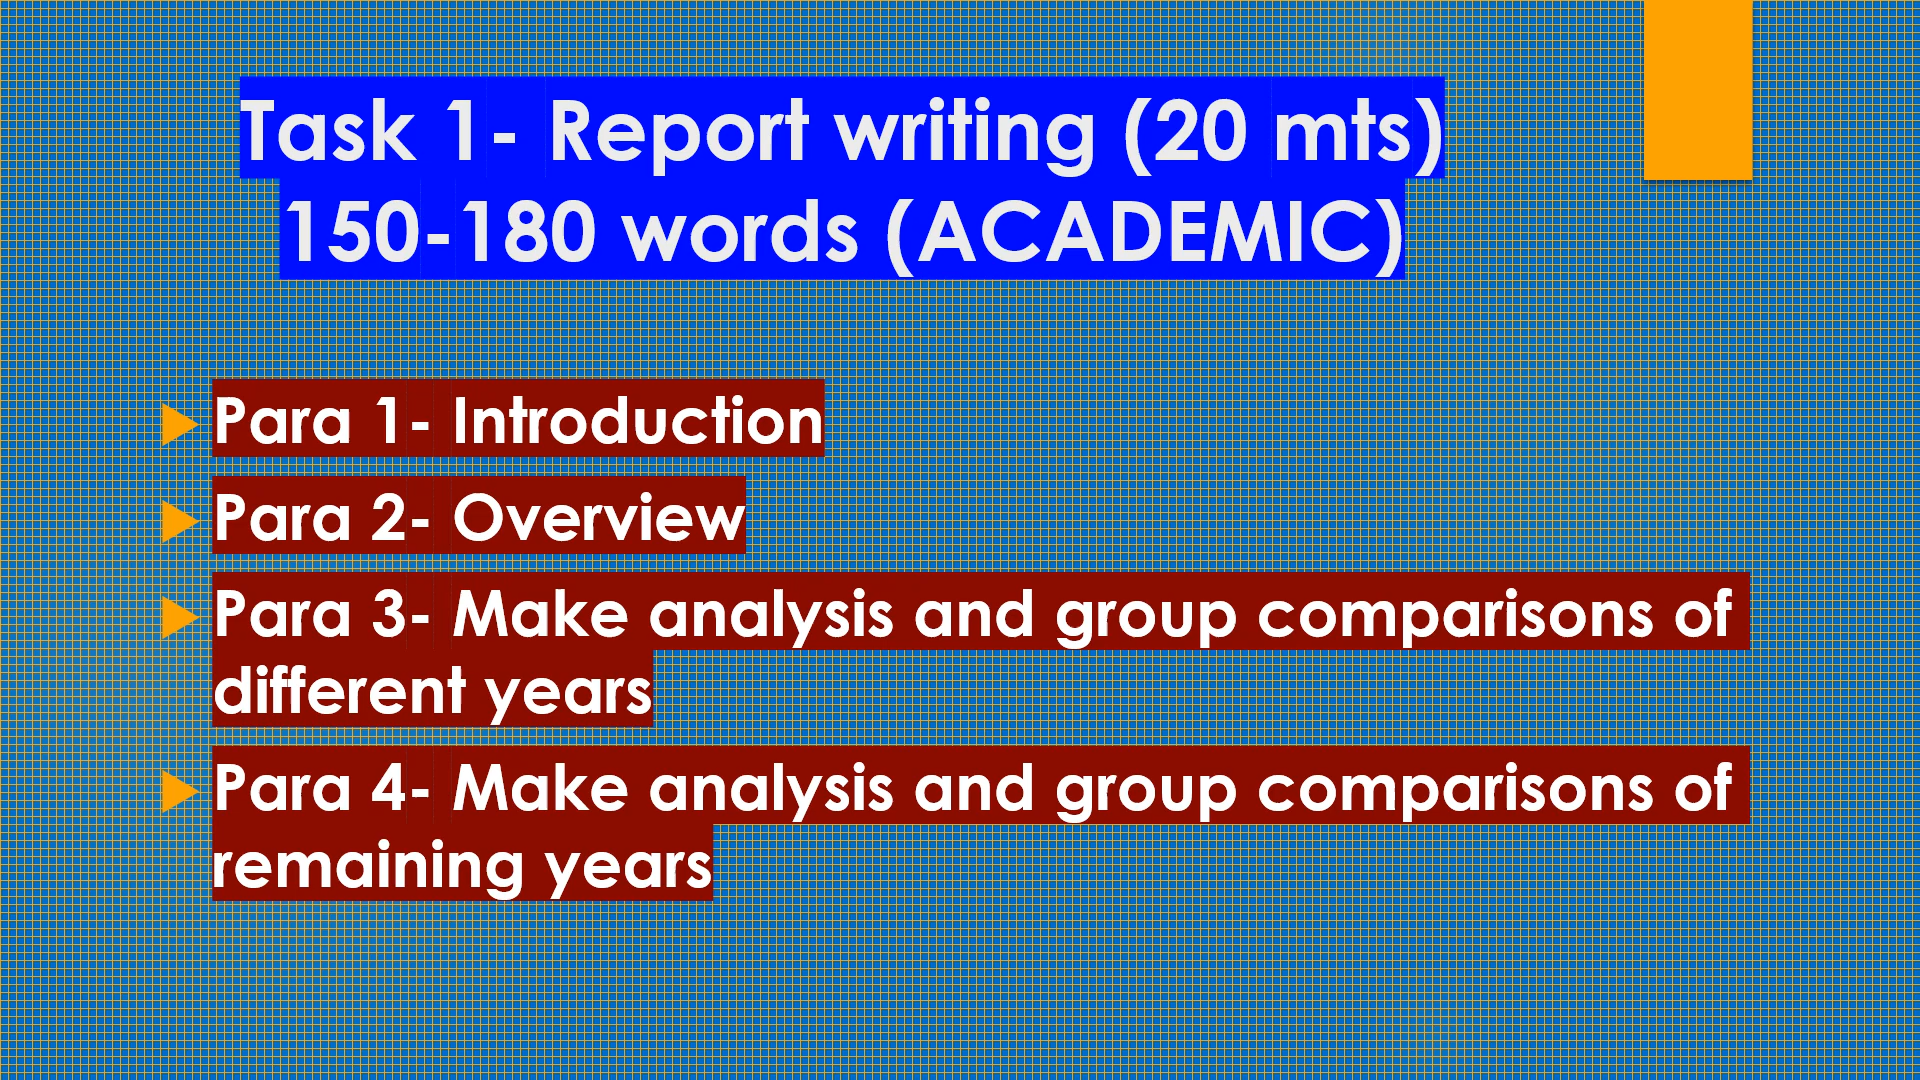 Task 1- Report writing (20 mts)
150-180 words (ACADEMIC)
Para 1- Introduction
Para 2- Overview
Para 3- Make analysis and group comparisons of
different years
Para 4- Make analysis and group comparisons of
remaining years